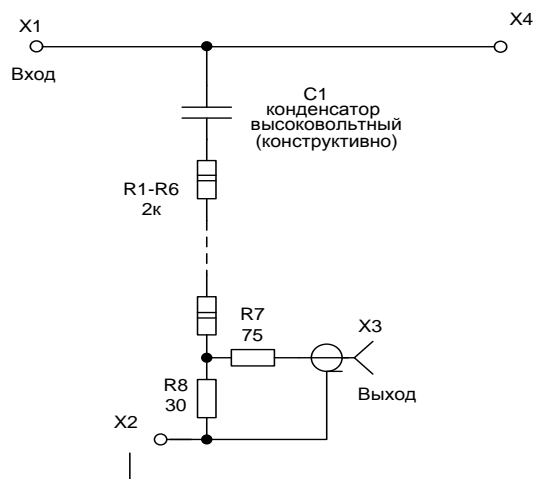 X1
X4
Вход
C1
конденсатор
высоковольтный
(конструктивно)
R1-R6
2к
R7
75
X3
R8
30
Выход
X2